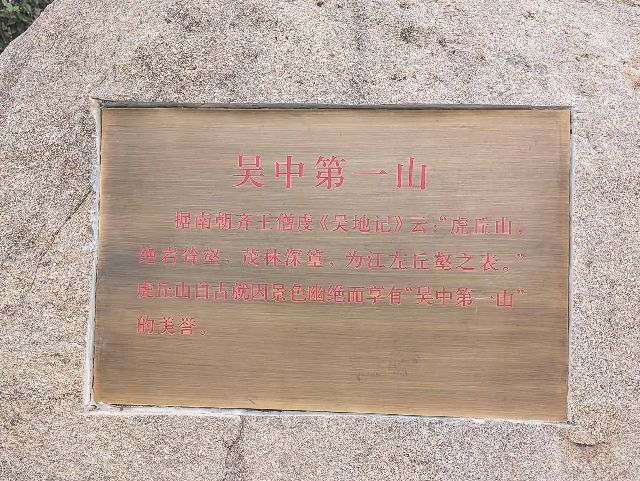 吴中第一山
据南朝齐王僧虔《吴地记》云：“虎丘山，
绝岩耸壑，茂林深篁，为江左丘壑之表。”
虎丘山自古就因景色幽绝而享有“吴中第一山”
的美誉。